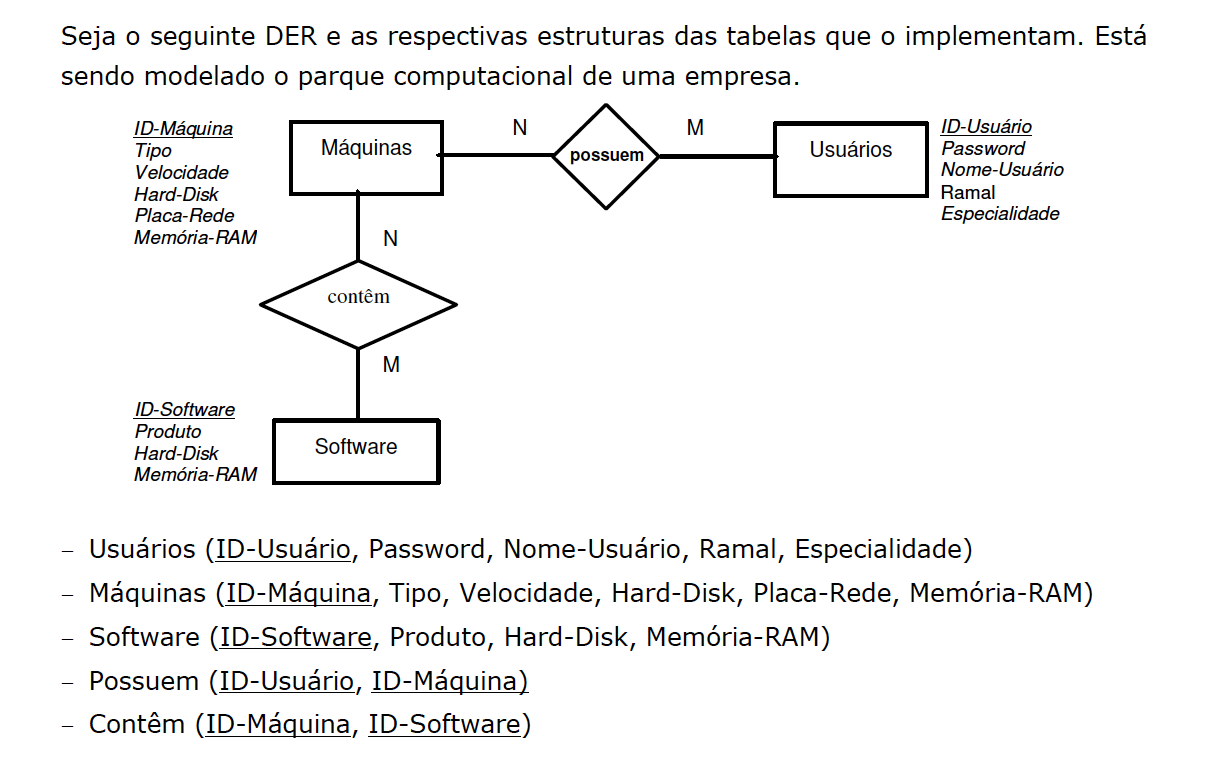 Seja o seguinte DER e as respectivas estruturas das tabelas que o implementam. Está
sendo modelado o parque computacional de uma empresa.
ID-Máquina
Tipo
Velocidade
Hard-Disk
Placa-Rede
Memória-RAM
Máquinas
N
possuem
M
Usuários
ID-Usuário
Password
Nome-Usuário
Ramal
Especialidade
N
contêm
M
ID-Software
Produto
Hard-Disk
Memória-RAM
Software
– Usuários (ID-Usuário, Password, Nome-Usuário, Ramal, Especialidade)
– Máquinas (ID-Máquina, Tipo, Velocidade, Hard-Disk, Placa-Rede, Memória-RAM)
– Software (ID-Software, Produto, Hard-Disk, Memória-RAM)
– Possuem (ID-Usuário, ID-Máquina)
– Contêm (ID-Máquina, ID-Software)